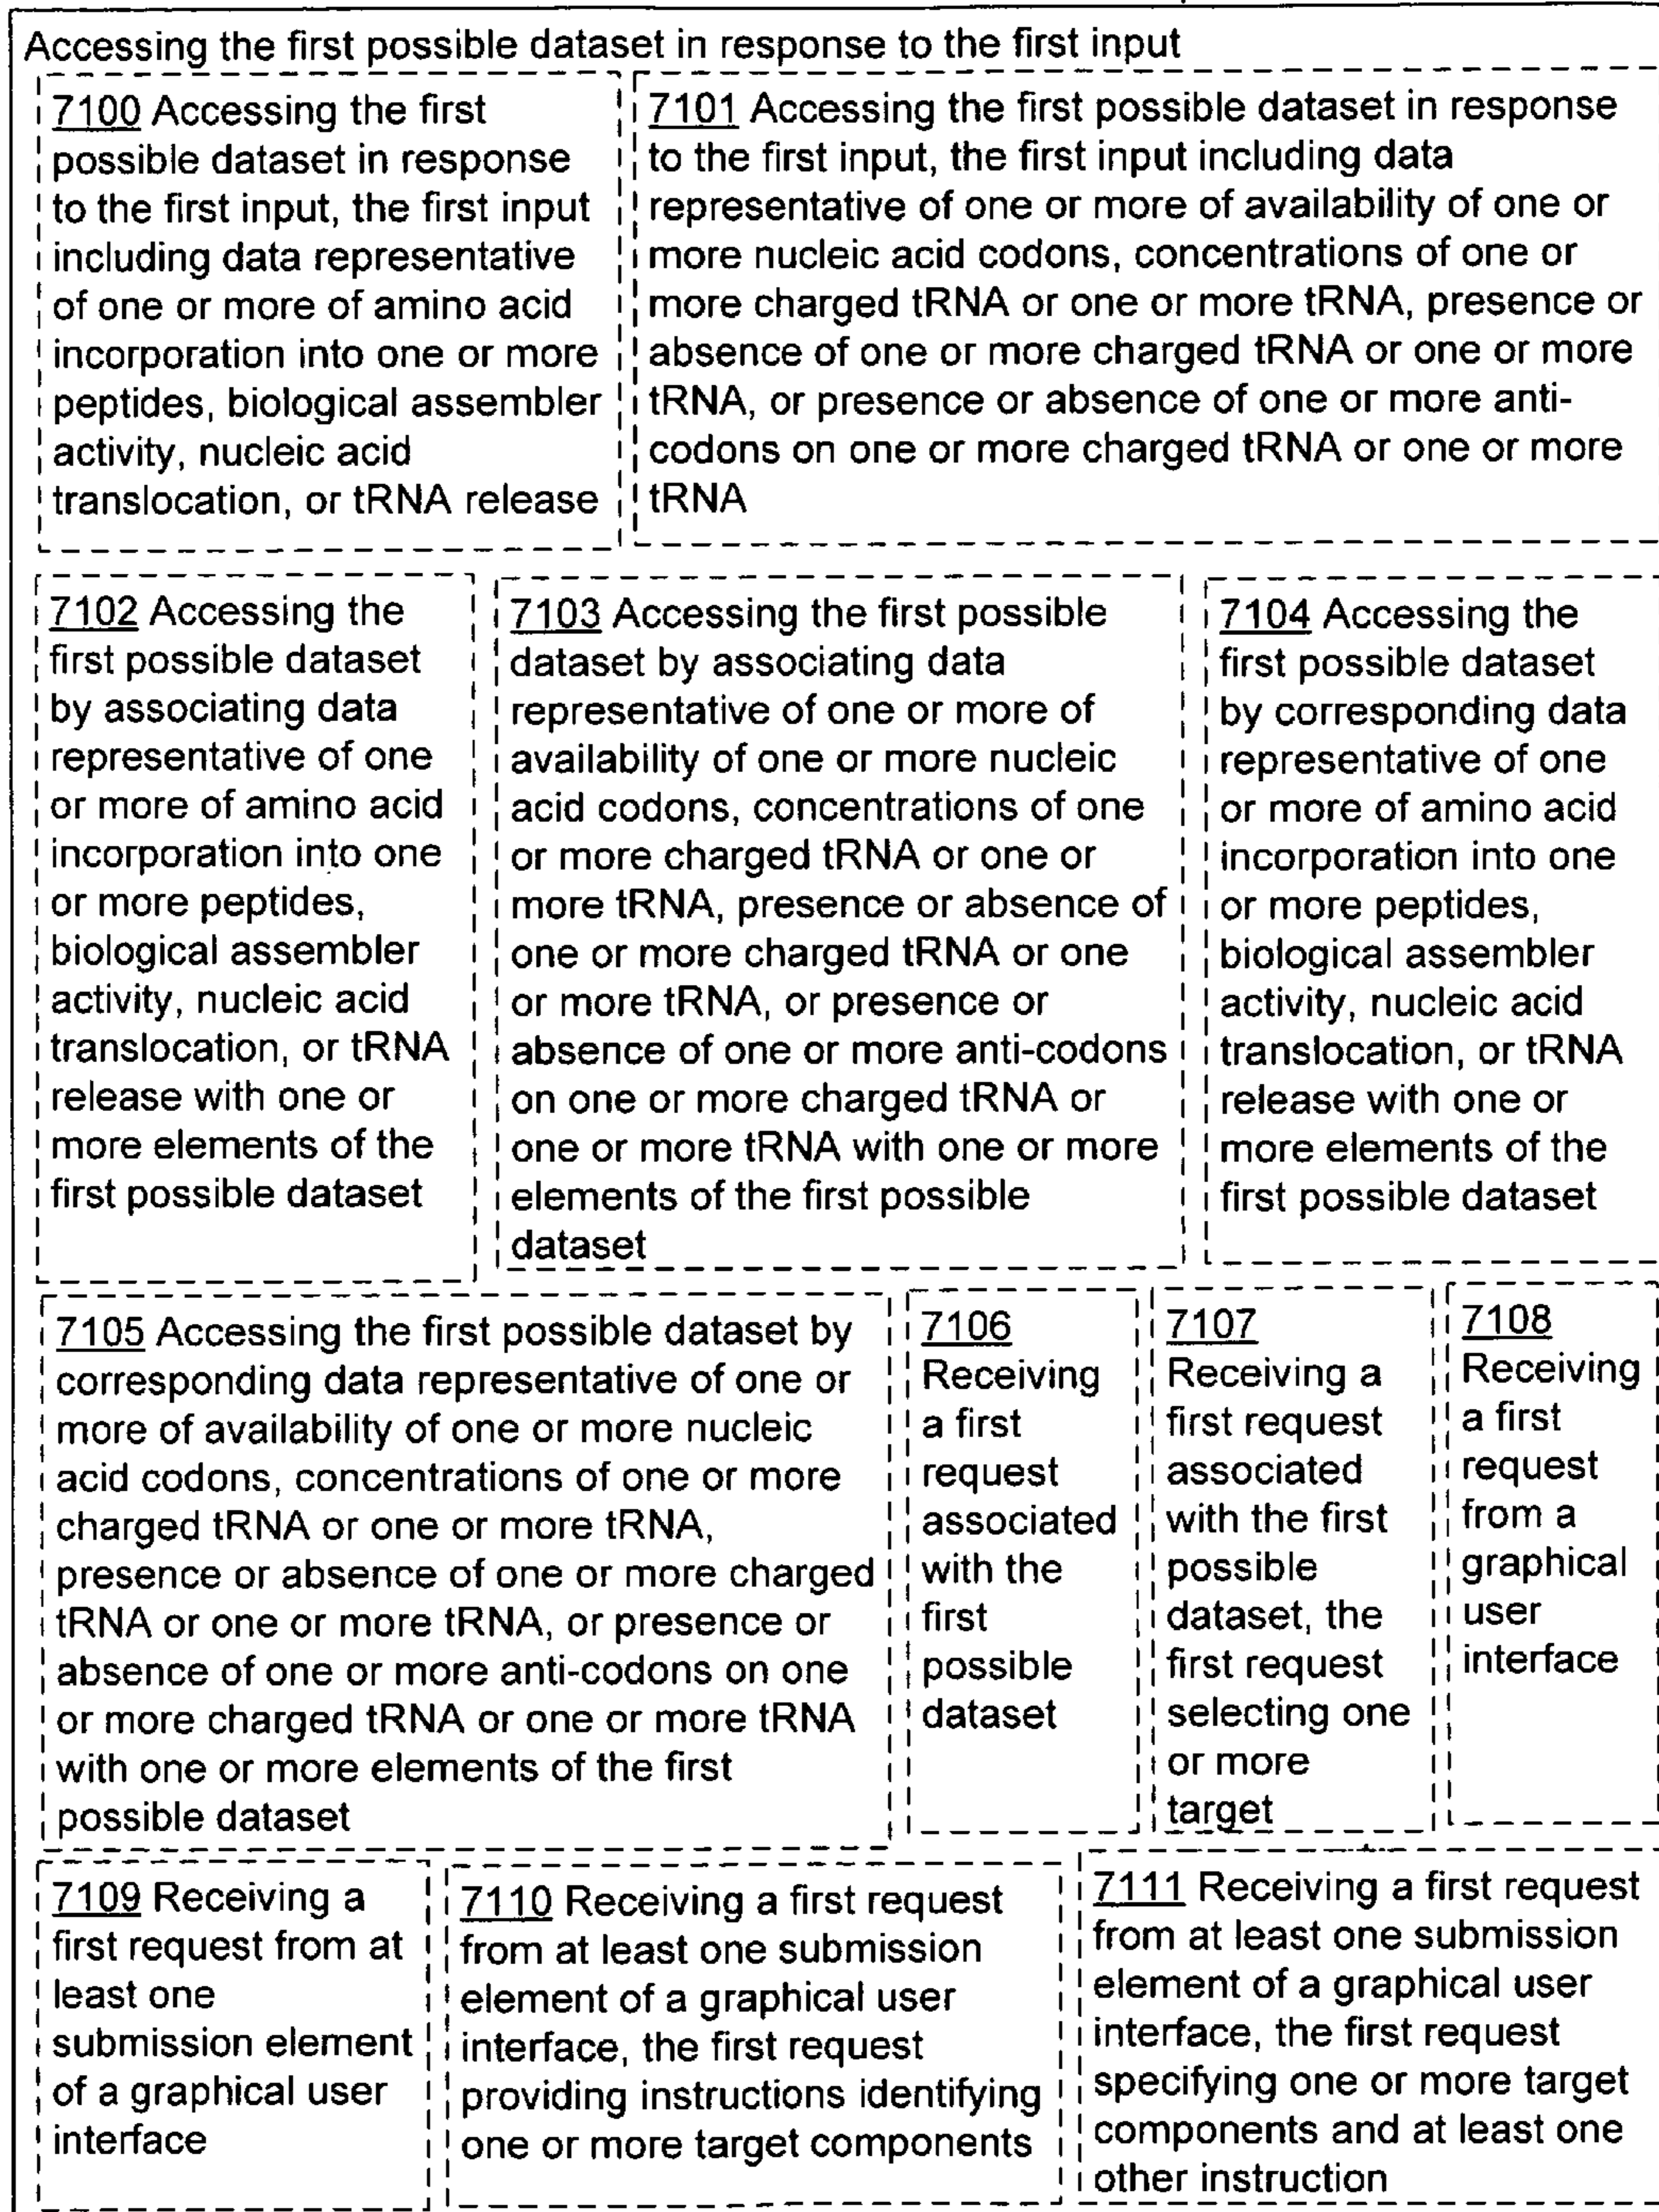 Accessing the first possible dataset in response to the first input
7100 Accessing the first
possible dataset in response
to the first input, the first input
including data representative
of one or more of amino acid
incorporation into one or more
peptides, biological assembler
activity, nucleic acid
translocation, or tRNA release
7101 Accessing the first possible dataset in response
to the first input, the first input including data
representative of one or more of availability of one or
more nucleic acid codons, concentrations of one or
more charged tRNA or one or more tRNA, presence or
absence of one or more charged tRNA or one or more
tRNA, or presence or absence of one or more anti-
codons on one or more charged tRNA or one or more
tRNA
7102 Accessing the
first possible dataset
by associating data
representative of one
or more of amino acid
incorporation into one
or more peptides,
biological assembler
activity, nucleic acid
translocation, or tRNA
release with one or
more elements of the
first possible dataset
7103 Accessing the first possible
dataset by associating data
representative of one or more of
availability of one or more nucleic
acid codons, concentrations of one
or more charged tRNA or one or
more tRNA, presence or absence of
one or more charged tRNA or one
or more tRNA, or presence or
absence of one or more anti-codons
on one or more charged tRNA or
one or more tRNA with one or more
elements of the first possible
dataset
7104 Accessing the
first possible dataset
by corresponding data
representative of one
or more of amino acid
incorporation into one
or more peptides,
biological assembler
activity, nucleic acid
translocation, or tRNA
release with one or
more elements of the
first possible dataset
7105 Accessing the first possible dataset by
corresponding data representative of one or
more of availability of one or more nucleic
acid codons, concentrations of one or more
charged tRNA or one or more tRNA,
presence or absence of one or more charged
tRNA or one or more tRNA, or presence or
absence of one or more anti-codons on one
or more charged tRNA or one or more tRNA
with one or more elements of the first
possible dataset
7106
Receiving
a first
request
associated
with the
first
possible
dataset
7107
Receiving a
first request
associated
with the first
possible
dataset, the
first request
selecting one
or more
target
7108
Receiving
a first
request
from a
graphical
user
interface
7109 Receiving a
first request from at
least one
submission element
of a graphical user
interface
7110 Receiving a first request
from at least one submission
element of a graphical user
interface, the first request
providing instructions identifying
one or more target components
7111 Receiving a first request
from at least one submission
element of a graphical user
interface, the first request
specifying one or more target
components and at least one
other instruction